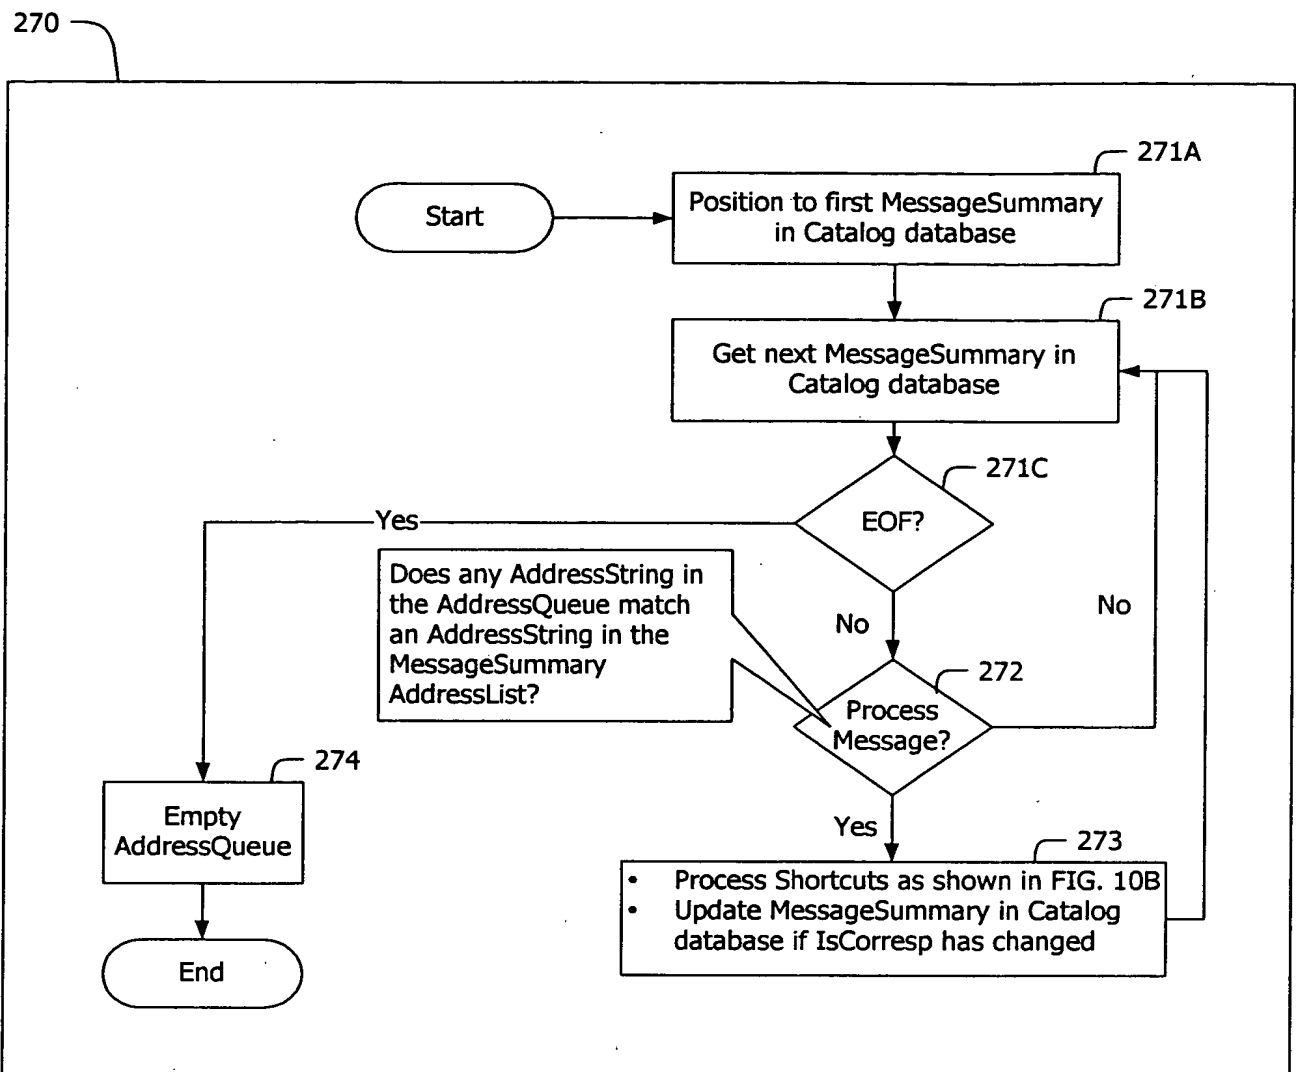 270
271A
Position to first MessageSummary
in Catalog database
Start
271B
Get next MessageSummary in
Catalog database
271C
EOF?
Yes
Does any AddressString in
the AddressQueue match
an AddressString in the
MessageSummary
AddressList?
No
No
272
Process
Message?
274
Empty
AddressQueue
Yes
273
• Process Shortcuts as shown in FIG. 10B
• Update MessageSummary in Catalog
database if IsCorresp has changed
End